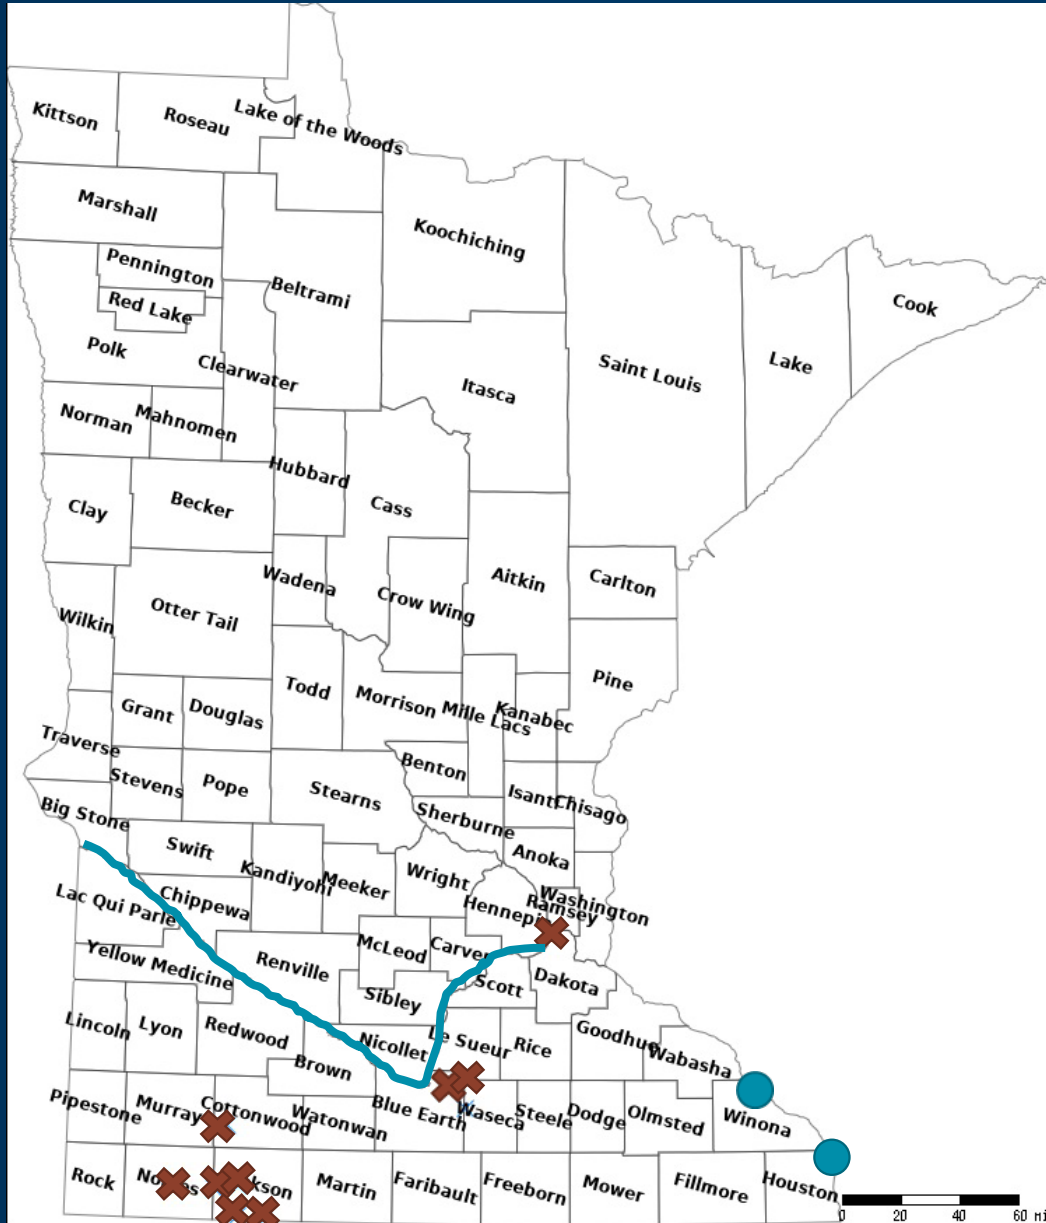 Kittson
Roseau
Lake of the Woods
Marshall
Koochiching
Pennington
Beltrami
Red Lake
Cook
Polk
Clearwater
Saint Louis
Lake
Itasca
Norman
Mahnomen
Hubbard
Cass
Clay
Becker
Wadena
Aitkin
Carlton
Crow Wing
Otter Tail
Wilkin
Todd
Pine
Morrison
Mille Lacs
Kanabec
Grant
Douglas
Traverse
Benton
Stevens
Pope
Stearns
Isanti
Chisago
Big Stone
Sherburne
Swift
Anoka
Kandiyohi
Meeker
Wright
Washington
Ramsey
Hennepin
Lac Qui Parle
Chippewa
McLeod
Carver
Yellow Medicine
Renville
Scott
Dakota
Sibley
Lincoln
Lyon
Redwood
Nicollet
Le Sueur
Rice
Goodhue
Wabasha
Brown
Pipestone
Murray
Cottonwood
Watonwan
Blue Earth
Waseca
Steele
Dodge
Olmsted
Winona
Rock
No es
kson
Martin
Faribault
Freeborn
Mower
Fillmore
Houston
0 20 40 60 mi